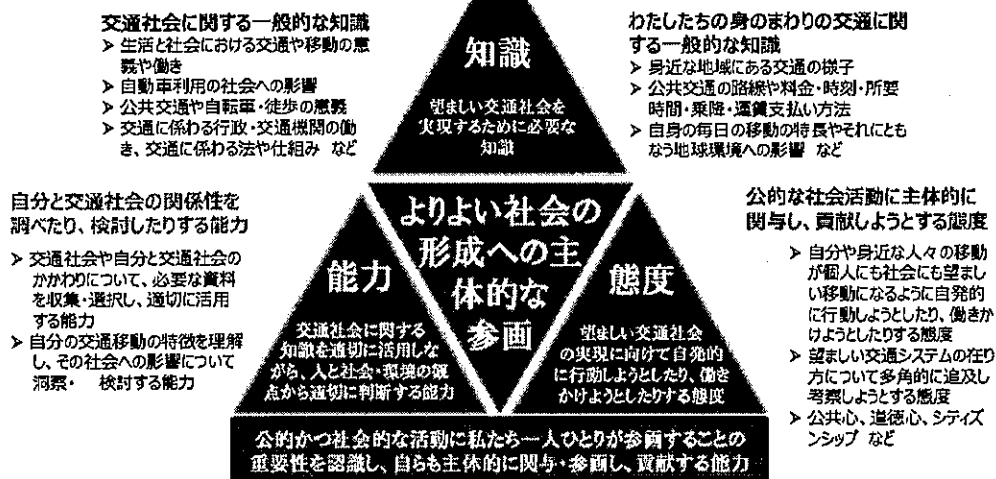 交通社会に関する一般的な知識
➢ 生活と社会における交通や移動の意
義や働き
➢ 自動車利用の社会への影響
➢ 公共交通や自転車・徒歩の意義
➢ 交通に係わる行政・交通機関の働
き、交通に係わる法や仕組み など
知識
望ましい交通社会を
実現するために必要な
知識
わたしたちの身のまわりの交通に関
する一般的な知識
➢ 身近な地域にある交通の様子
➢ 公共交通の路線や料金・時刻・所要
時間・乗降・運賃支払い方法
➢ 自身の毎日の移動の特長やそれにとも
なう地球環境への影響 など
自分と交通社会の関係性を
調べたり、検討したりする能力
➢ 交通社会や自分と交通社会の
かかわりについて、必要な資料
を収集・選択し、適切に活用
する能力
➢ 自分の交通移動の特徴を理解
し、その社会への影響について
洞察・ 検討する能力
能力
交通社会に関する
知識を適切に活用しな
がら、人と社会・環境の観
点から適切に判断する能力
よりよい社会の
形成への主
体的な
参画
態度
望ましい交通社会
の実現に向けて自発的
に行動しようとしたり、働き
かけようとしたりする態度
公的な社会活動に主体的に
関与し、貢献しようとする態度
➢ 自分や身近な人々の移動
が個人にも社会にも望まし
い移動になるように自発的
に行動しようとしたり、働きか
けようとしたりする態度
➢ 望ましい交通システムの在り
方について多角的に追及し
考察しようとする態度
➢ 公共心、道徳心、シティズ
ンシップ など
公的かつ社会的な活動に私たち一人ひとりが参画することの
重要性を認識し、自らも主体的に関与・参画し、貢献する能力